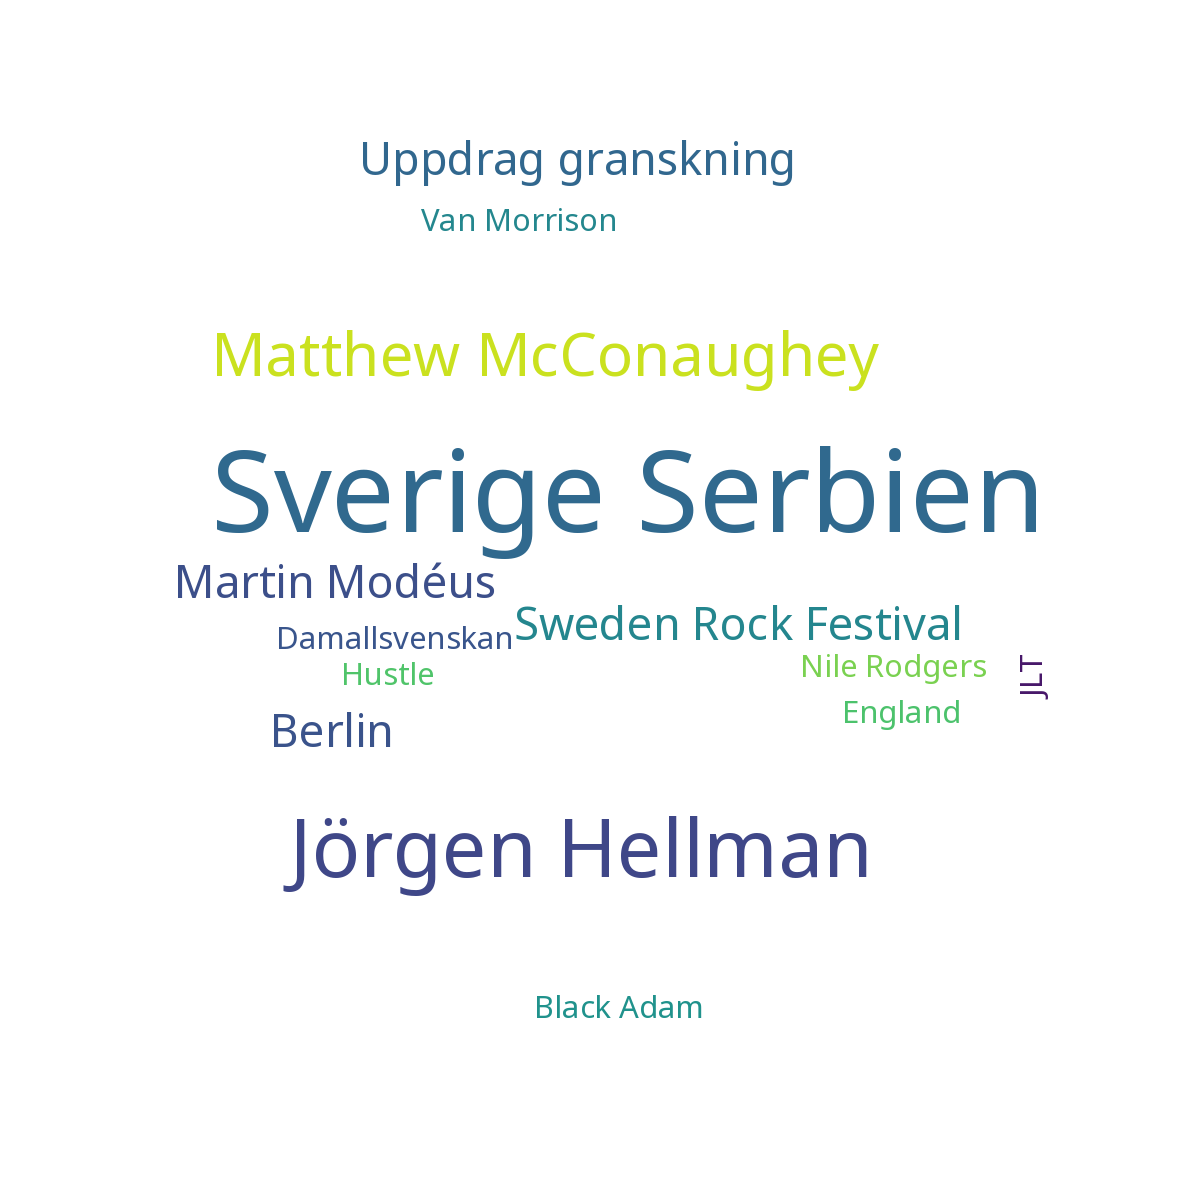 Uppdrag granskning
Van Morrison
Matthew McConaughey
Sverige Serbien
Martin Modéus
Sweden Rock Festival
Damallsvenskan
Nile Rodgers
JLT
Hustle
England
Berlin
Jörgen Hellman
Black Adam